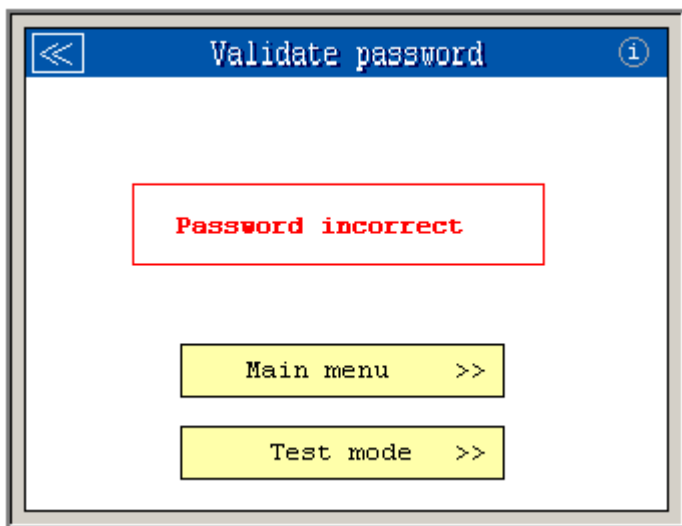 ≪ Validate password i
Password incorrect
Main menu >>
Test mode >>